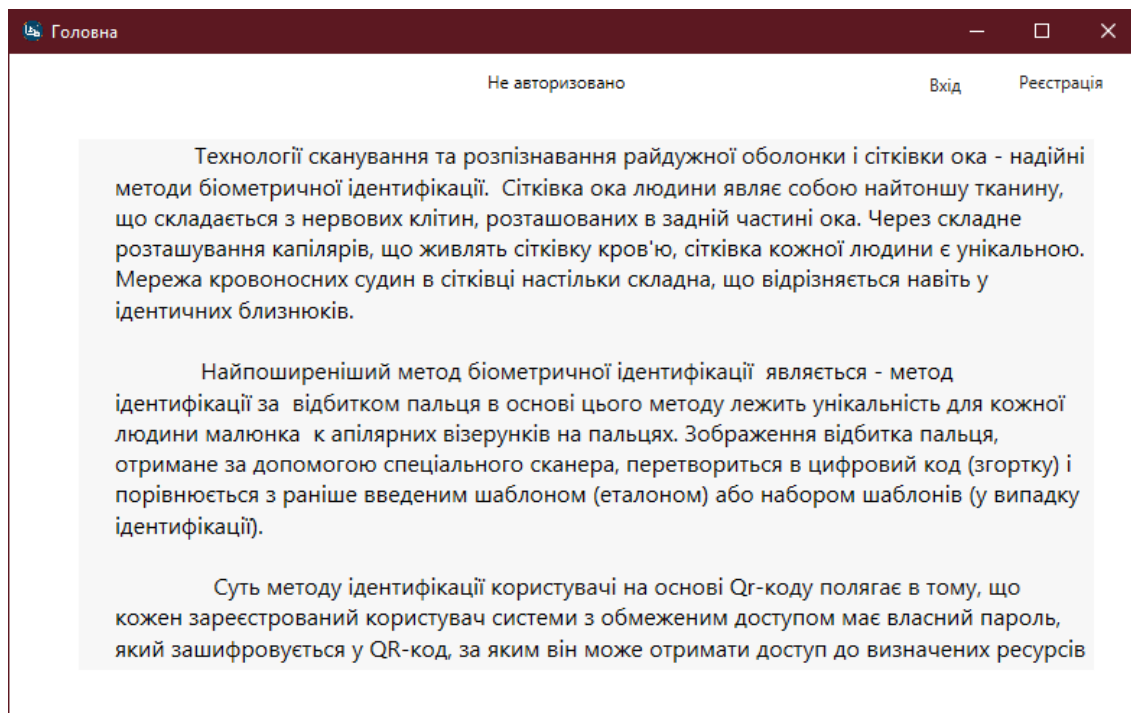 Головна
Не авторизовано
Вхід
Реєстрація
Технології сканування та розпізнавання райдужної оболонки і сітківки ока - надійні
методи біометричної ідентифікації.  Сітківка ока людини являє собою найтоншу тканину,
що складається з нервових клітин, розташованих в задній частині ока. Через складне
розташування капілярів, що живлять сітківку кров'ю, сітківка кожної людини є унікальною.
Мережа кровоносних судин в сітківці настільки складна, що відрізняється навіть у
ідентичних близнюків.
Найпоширеніший метод біометричної ідентифікації  являється - метод
ідентифікації за  відбитком пальця в основі цього методу лежить унікальність для кожної
людини малюнка  к апілярних візерунків на пальцях. Зображення відбитка пальця,
отримане за допомогою спеціального сканера, перетвориться в цифровий код (згортку) і
порівнюється з раніше введеним шаблоном (еталоном) або набором шаблонів (у випадку
ідентифікації).
Суть методу ідентифікації користувачі на основі Qr-коду полягає в тому, що
кожен зареєстрований користувач системи з обмеженим доступом має власний пароль,
який зашифровується у QR-код, за яким він може отримати доступ до визначених ресурсів